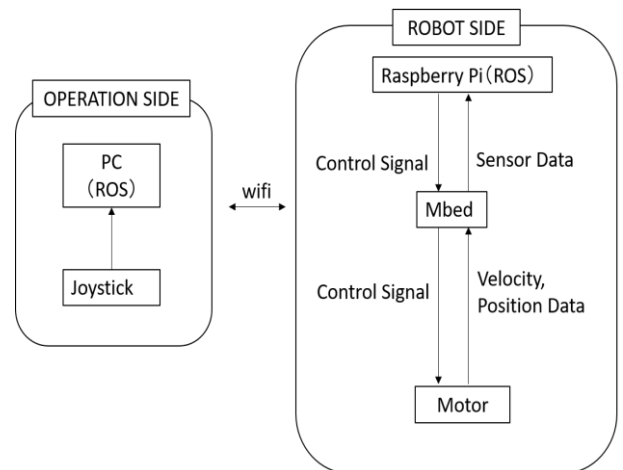 OPERATION SIDE
PC
（ROS）
Joystick
wifi
ROBOT SIDE
Raspberry Pi（ROS）
Control Signal
Sensor Data
Mbed
Control Signal
Velocity,
Position Data
Motor